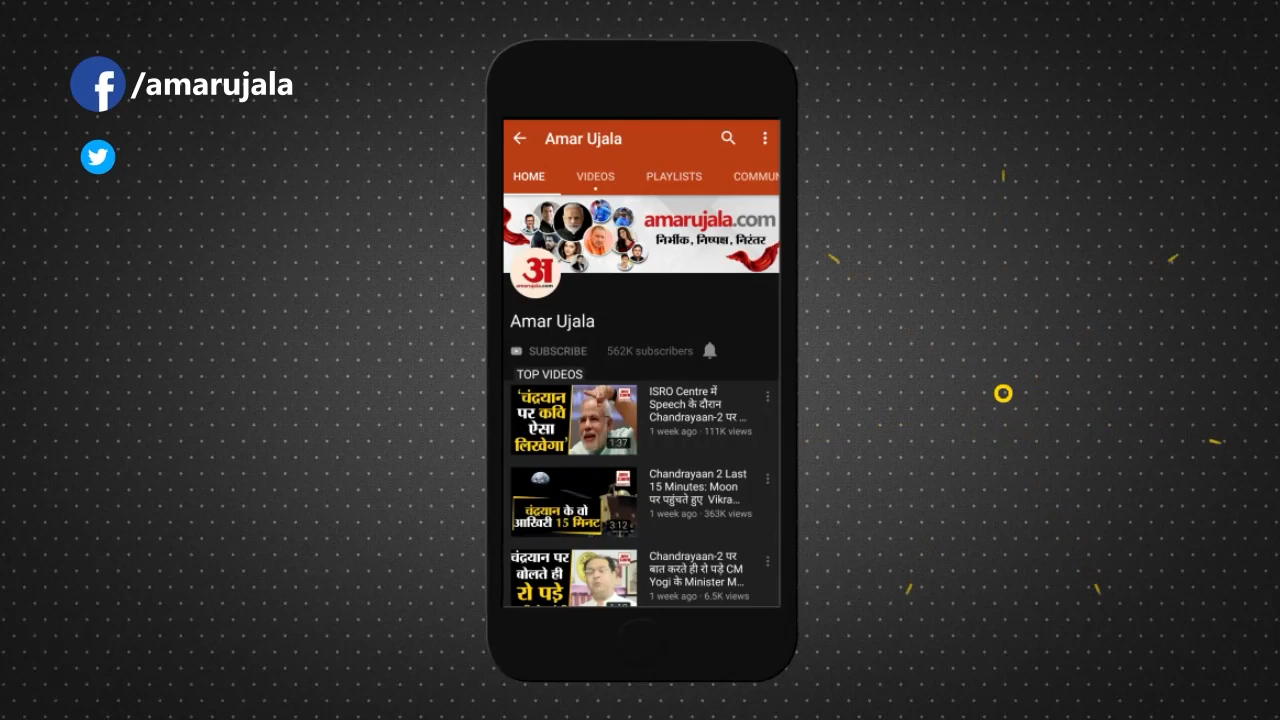 /amarujala
Amar Ujala
HOME VIDEOS PLAYLISTS COMMUN
amarujala.com
निर्भीक, निष्पक्ष, निरंतर
अ
amarujala.com
Amar Ujala
SUBSCRIBE 562K subscribers
TOP VIDEOS
'चंद्रयान
पर कवि
ऐसा
लिखेगा'
1:37
ISRO Centre में
Speech के दौरान
Chandrayaan-2 पर ...
1 week ago · 111K views
चंद्रयान के वो
आखिरी 15 मिनट
3:12
Chandrayaan 2 Last
15 Minutes: Moon
पर पहुंचते हुए Vikra...
1 week ago · 363K views
चंद्रयान पर
बोलते ही
रो पड़े
Chandrayaan-2 पर
बात करते ही रो पड़े CM
Yogi के Minister M...
1 week ago · 6.5K views